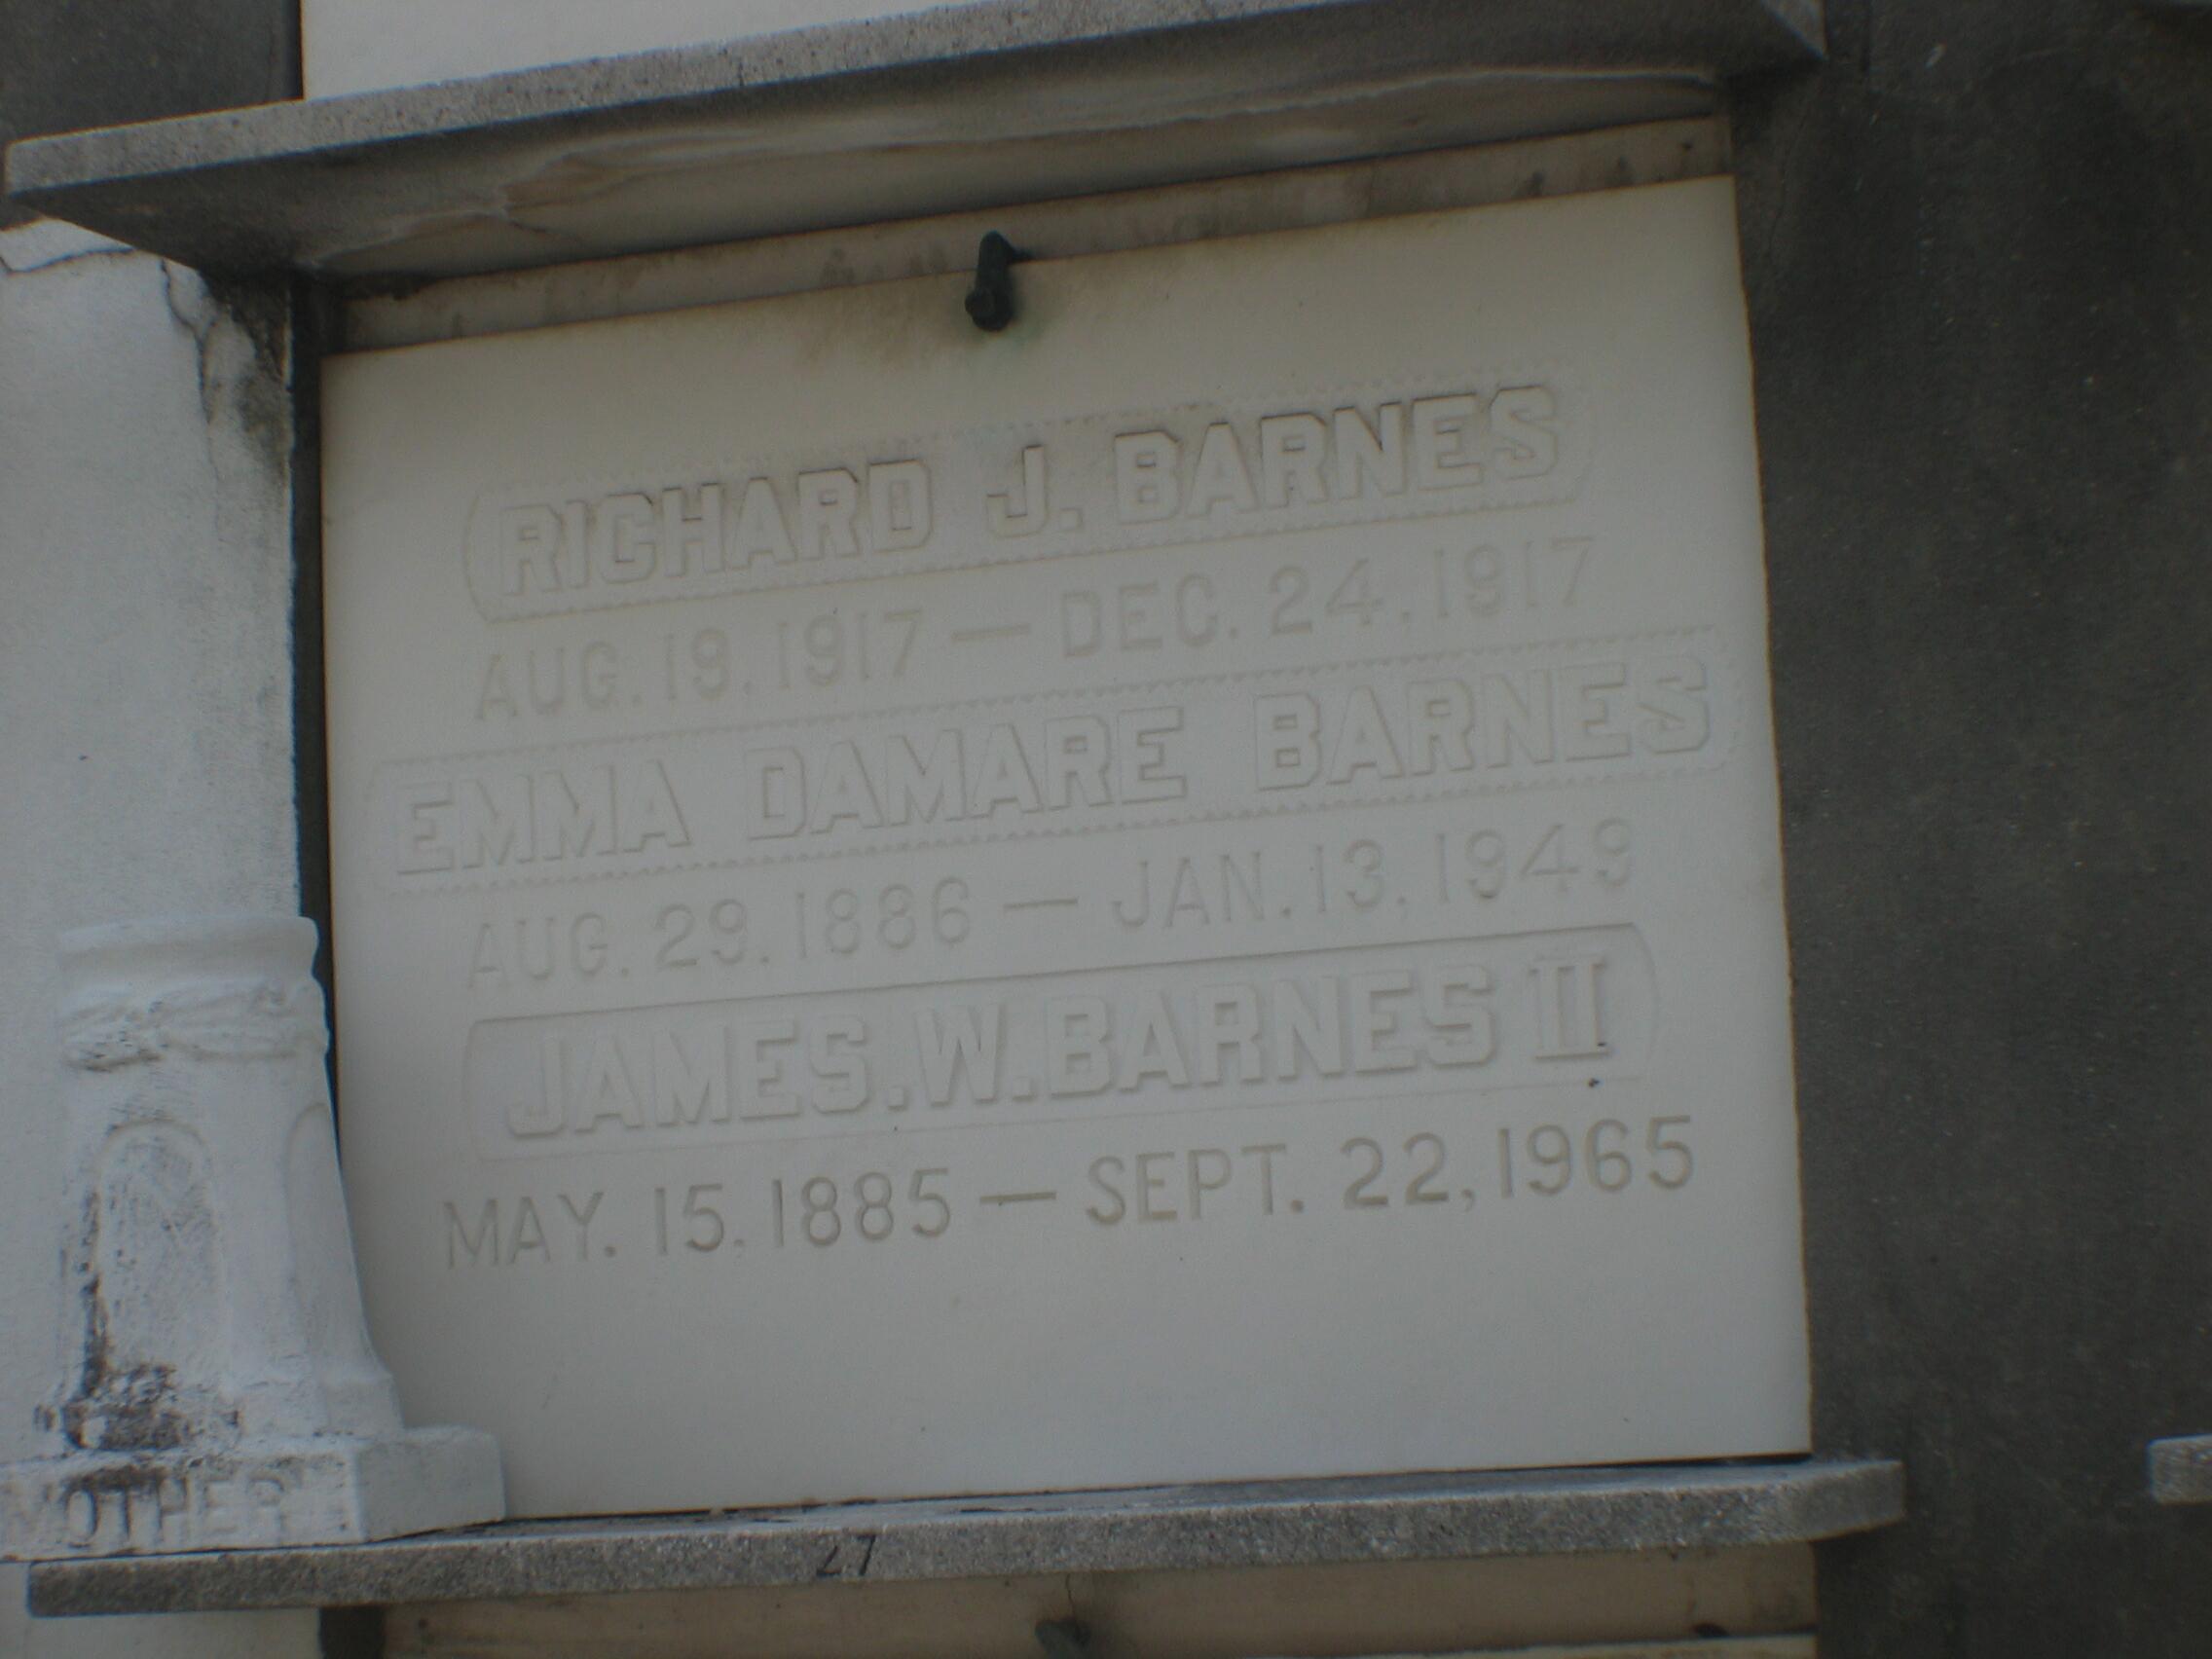 RICHARD J. BARNES
AUG. 19. 1917 — DEC. 24, 1917
EMMA DAMARE BARNES
AUG. 29. 1886 — JAN. 13. 1949
JAMES.W.BARNES II
MAY. 15. 1885 — SEPT. 22, 1965
MOTHER
27